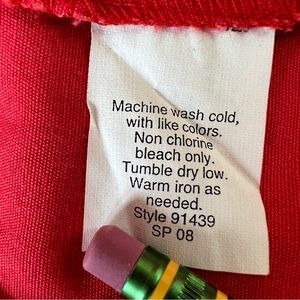 Machine wash cold,
with like colors.
Non chlorine
bleach only.
Tumble dry low.
Warm iron as
needed.
Style 91439
SP 08